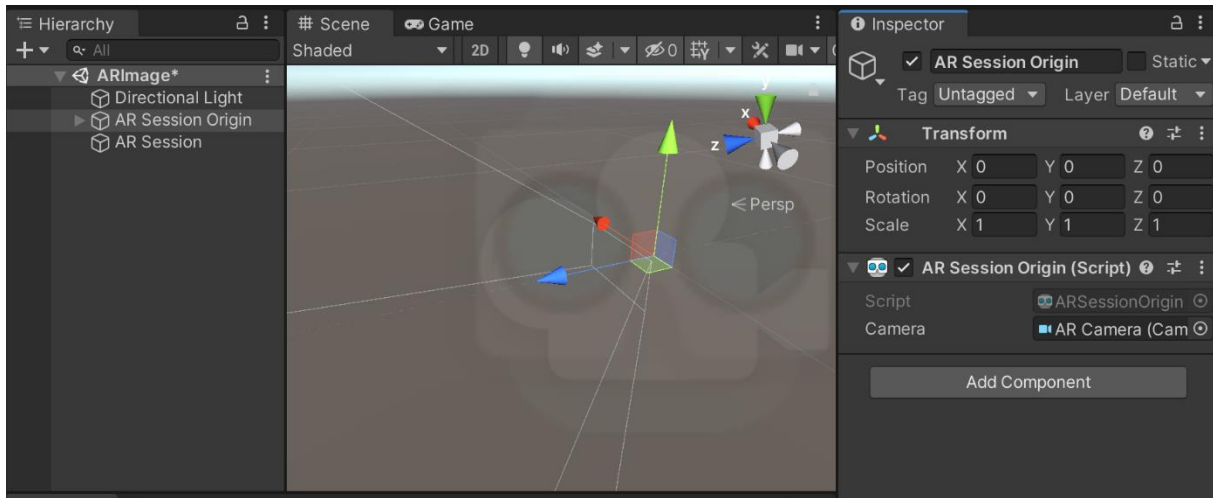 Hierarchy
All
ARImage*
Directional Light
AR Session Origin
AR Session
Scene
Game
Shaded
2D
0
y
x
z
Persp
Inspector
AR Session Origin
Static
Tag Untagged Layer Default
Transform
Position X 0 Y 0 Z 0
Rotation X 0 Y 0 Z 0
Scale X 1 Y 1 Z 1
AR Session Origin (Script)
Script ARSessionOrigin
Camera AR Camera (Cam
Add Component